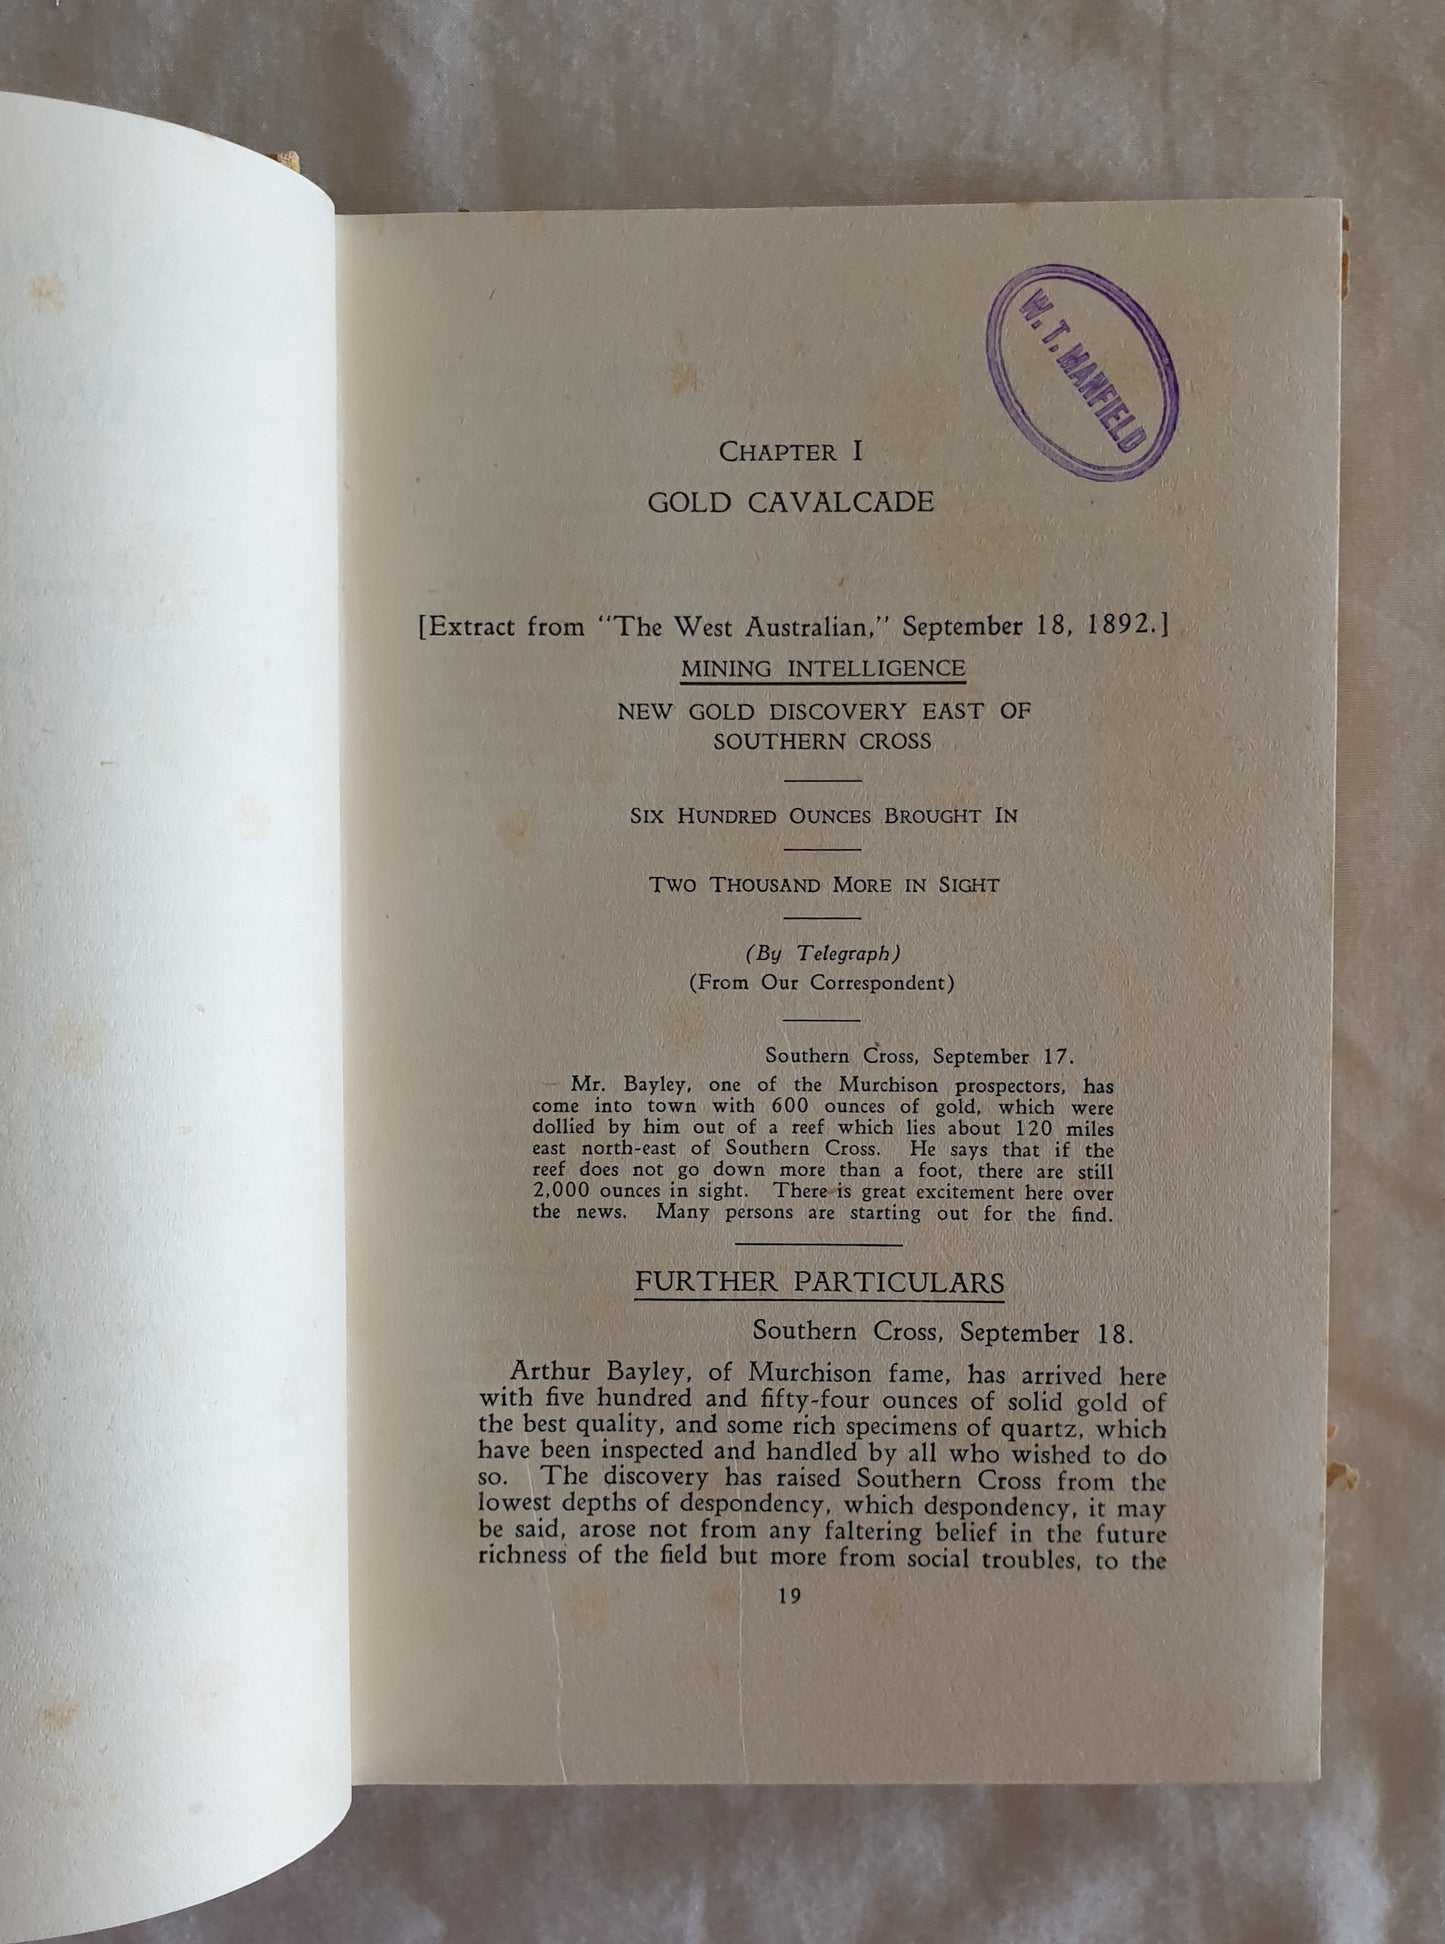 W. T. MANFIELD
CHAPTER I
GOLD CAVALCADE
[Extract from "The West Australian," September 18, 1892.]
MINING INTELLIGENCE
NEW GOLD DISCOVERY EAST OF
SOUTHERN CROSS
SIX HUNDRED OUNCES BROUGHT IN
TWO THOUSAND MORE IN SIGHT
(By Telegraph)
(From Our Correspondent)
Southern Cross, September 17.
Mr. Bayley, one of the Murchison prospectors, has
come into town with 600 ounces of gold, which were
dollied by him out of a reef which lies about 120 miles
east north-east of Southern Cross. He says that if the
reef does not go down more than a foot, there are still
2,000 ounces in sight. There is great excitement here over
the news. Many persons are starting out for the find.
FURTHER PARTICULARS
Southern Cross, September 18.
Arthur Bayley, of Murchison fame, has arrived here
with five hundred and fifty-four ounces of solid gold of
the best quality, and some rich specimens of quartz, which
have been inspected and handled by all who wished to do
so. The discovery has raised Southern Cross from the
lowest depths of despondency, which despondency, it may
be said, arose not from any faltering belief in the future
richness of the field but more from social troubles, to the
19